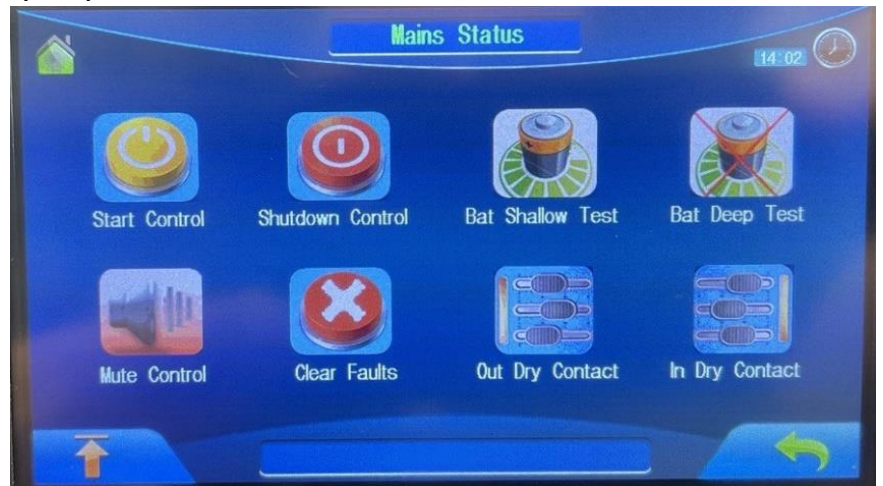 Mains Status
14:02
Start Control
Shutdown Control
Bat Shallow Test
Bat Deep Test
Mute Control
Clear Faults
Out Dry Contact
In Dry Contact